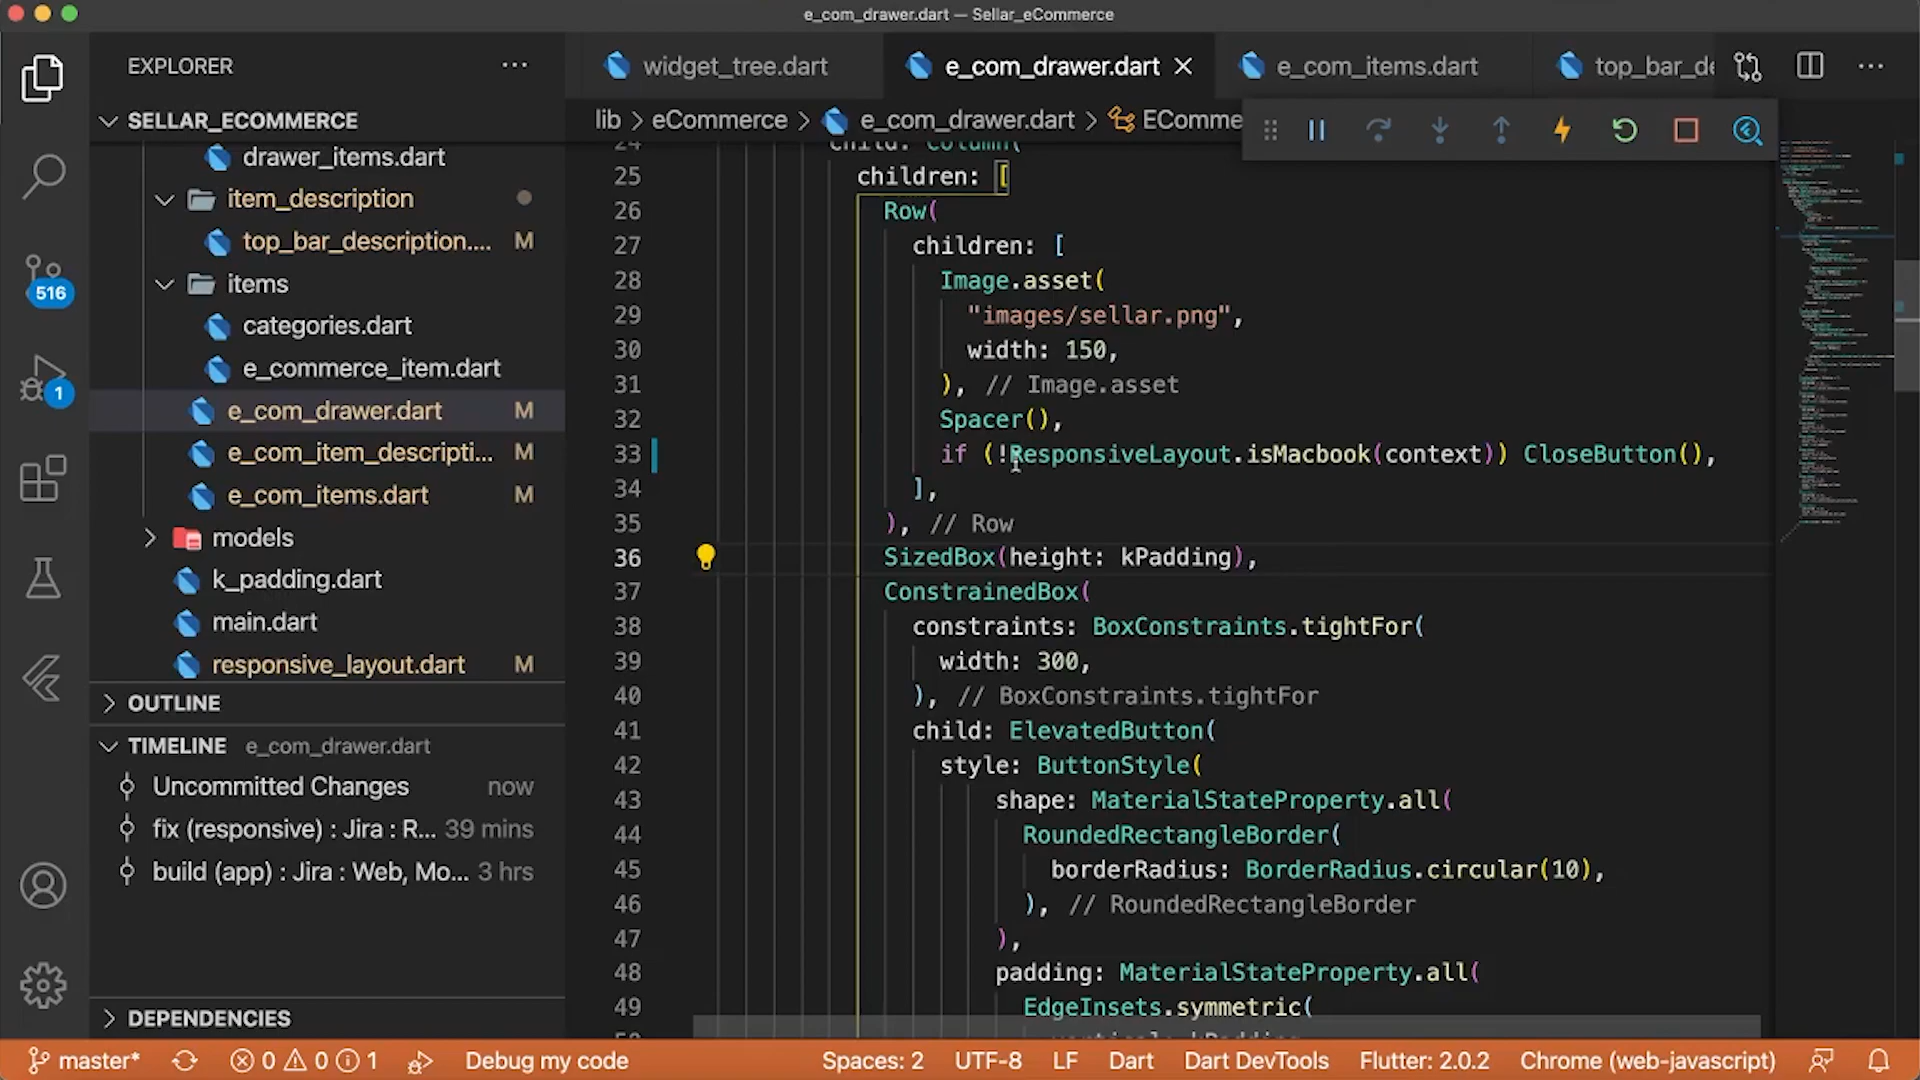 e_com_drawer.dart — Sellar_eCommerce
EXPLORER
SELLAR_ECOMMERCE
drawer_items.dart
item_description
top_bar_description.... M
items
categories.dart
e_commerce_item.dart
e_com_drawer.dart M
e_com_item_descripti... M
e_com_items.dart M
models
k_padding.dart
main.dart
responsive_layout.dart M
OUTLINE
TIMELINE e_com_drawer.dart
Uncommitted Changes now
fix (responsive) : Jira : R... 39 mins
build (app) : Jira : Web, Mo... 3 hrs
DEPENDENCIES
516
1
widget_tree.dart
e_com_drawer.dart
e_com_items.dart
top_bar_de
lib > eCommerce > e_com_drawer.dart > EComme
24 child: Column(
25 children: [
26 Row(
27 children: [
28 Image.asset(
29 "images/sellar.png",
30 width: 150,
31 ), // Image.asset
32 Spacer(),
33 if (!ResponsiveLayout.isMacbook(context)) CloseButton(),
34 ],
35 ), // Row
36 SizedBox(height: kPadding),
37 ConstrainedBox(
38 constraints: BoxConstraints.tightFor(
39 width: 300,
40 ), // BoxConstraints.tightFor
41 child: ElevatedButton(
42 style: ButtonStyle(
43 shape: MaterialStateProperty.all(
44 RoundedRectangleBorder(
45 borderRadius: BorderRadius.circular(10),
46 ), // RoundedRectangleBorder
47 ),
48 padding: MaterialStateProperty.all(
49 EdgeInsets.symmetric(
master* 0 0 1 Debug my code Spaces: 2 UTF-8 LF Dart Dart DevTools Flutter: 2.0.2 Chrome (web-javascript)